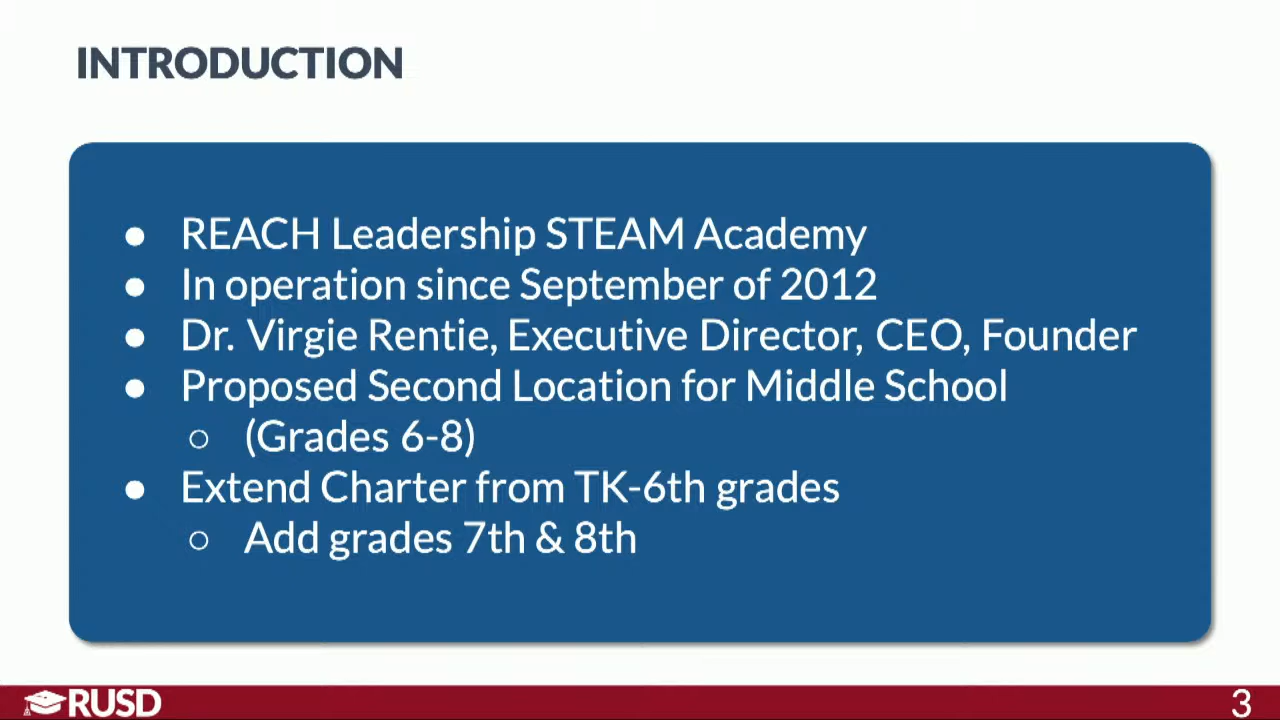 INTRODUCTION
● REACH Leadership STEAM Academy
● In operation since September of 2012
● Dr. Virgie Rentie, Executive Director, CEO, Founder
● Proposed Second Location for Middle School
○ (Grades 6-8)
● Extend Charter from TK-6th grades
○ Add grades 7th & 8th
RUSD
3